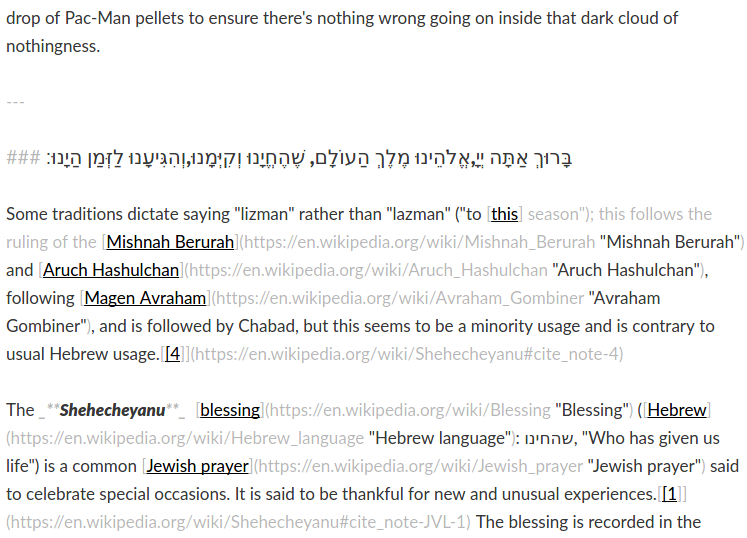 drop of Pac-Man pellets to ensure there's nothing wrong going on inside that dark cloud of
nothingness.
---
### בָּרוּךְ אַתָּה יְיָ,אֱלֹהֵינוּ מֶלֶךְ הַעוֹלָם, שֶׁהֶחֱיָנוּ וְקִיְּמָנוּ,וְהִגִּיעָנוּ לַזְּמַן הַיָנוּ:
Some traditions dictate saying "lizman" rather than "lazman" ("to [this] season"); this follows the
ruling of the [Mishnah Berurah](https://en.wikipedia.org/wiki/Mishnah_Berurah "Mishnah Berurah")
and [Aruch Hashulchan](https://en.wikipedia.org/wiki/Aruch_Hashulchan "Aruch Hashulchan"),
following [Magen Avraham](https://en.wikipedia.org/wiki/Avraham_Gombiner "Avraham
Gombiner"), and is followed by Chabad, but this seems to be a minority usage and is contrary to
usual Hebrew usage.[[4]](https://en.wikipedia.org/wiki/Shehecheyanu#cite_note-4)
The _**Shehecheyanu**_ [blessing](https://en.wikipedia.org/wiki/Blessing "Blessing") ([Hebrew]
(https://en.wikipedia.org/wiki/Hebrew_language "Hebrew language"): שהחינו, "Who has given us
life") is a common [Jewish prayer](https://en.wikipedia.org/wiki/Jewish_prayer "Jewish prayer") said
to celebrate special occasions. It is said to be thankful for new and unusual experiences.[[1]]
(https://en.wikipedia.org/wiki/Shehecheyanu#cite_note-JVL-1) The blessing is recorded in the